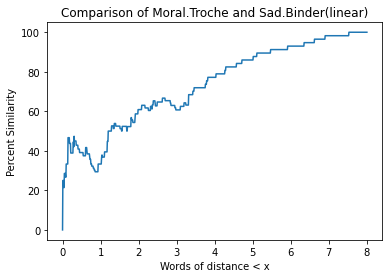 Comparison of Moral.Troche and Sad.Binder(linear)
Percent Similarity
100
80
60
40
20
0
0 1 2 3 4 5 6 7 8
Words of distance < x